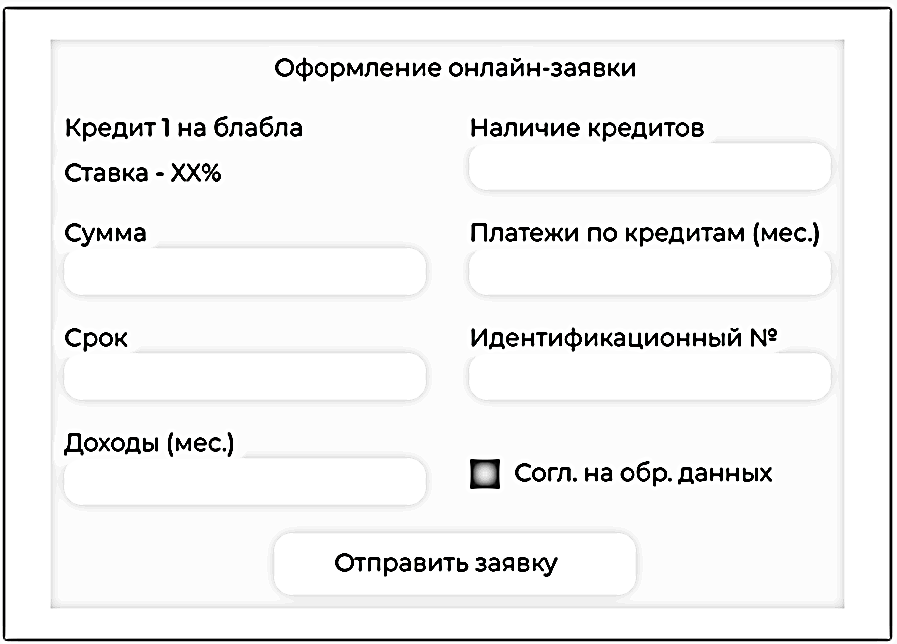 Оформление онлайн-заявки
Кредит 1 на блабла
Ставка - XX%
Сумма
Срок
Доходы (мес.)
Наличие кредитов
Платежи по кредитам (мес.)
Идентификационный №
Согл. на обр. данных
Отправить заявку